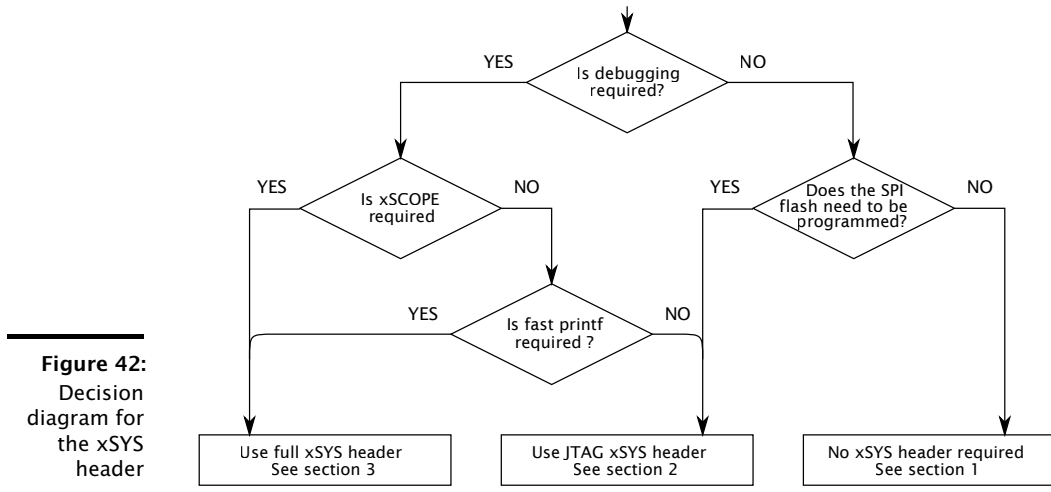 Is debugging
required?
YES
NO
Is xSCOPE
required
YES
NO
Does the SPI
flash need to be
programmed?
YES
NO
Is fast printf
required ?
YES
NO
Use full xSYS header
See section 3
Use JTAG xSYS header
See section 2
No xSYS header required
See section 1
Figure 42:
Decision
diagram for
the xSYS
header